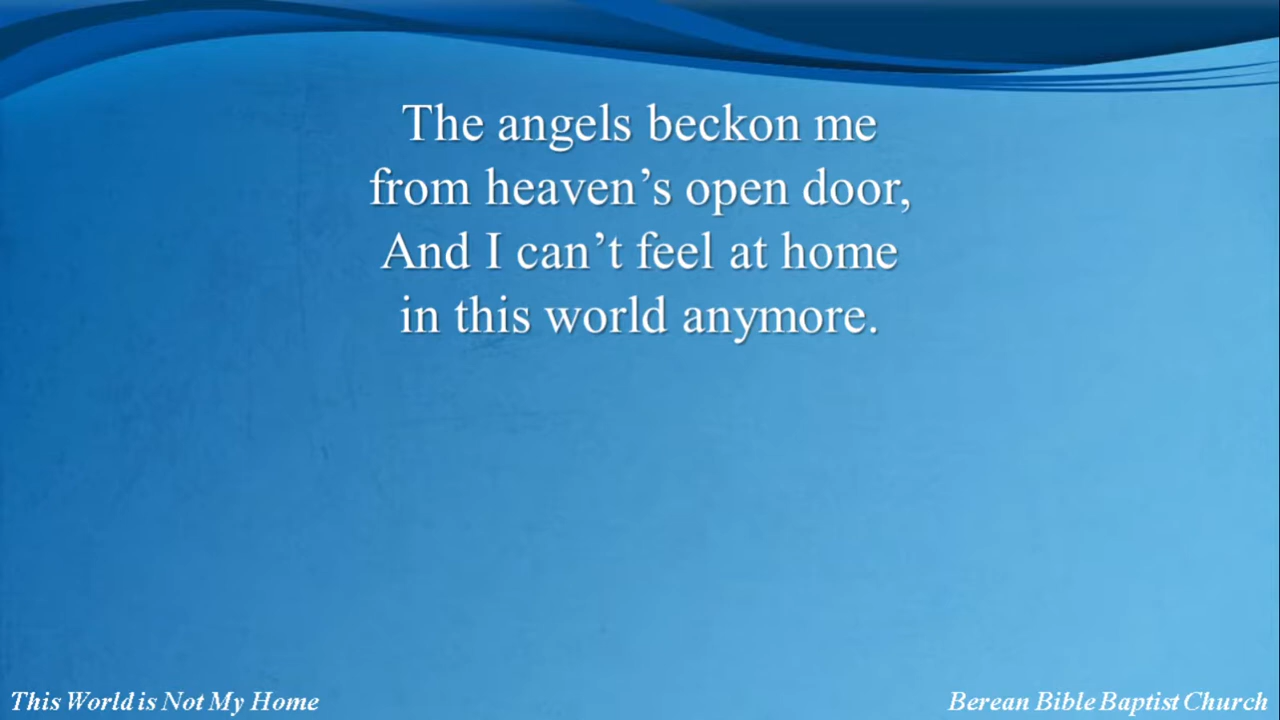 The angels beckon me
from heaven’s open door,
And I can’t feel at home
in this world anymore.
This World is Not My Home
Berean Bible Baptist Church